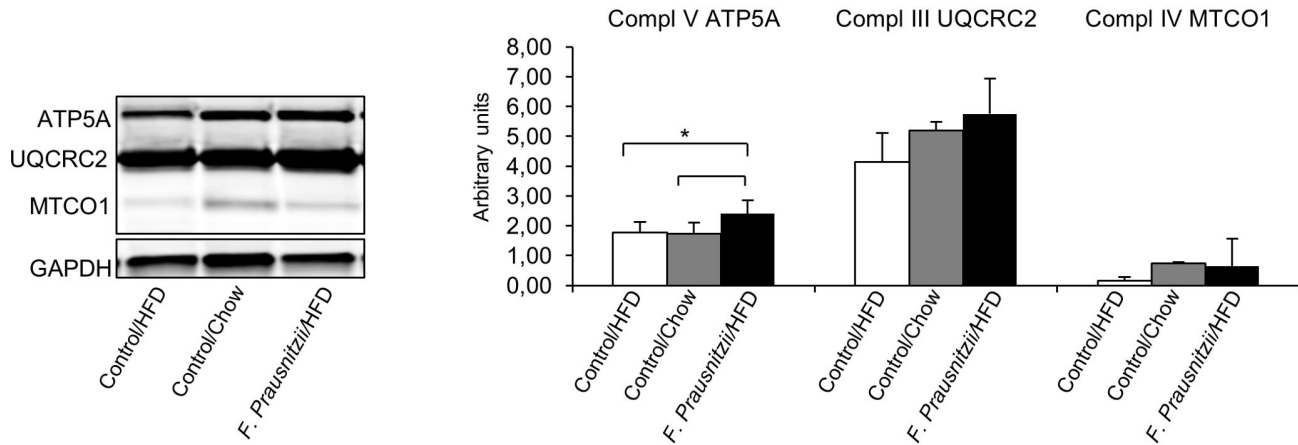 ATP5A
UQCRC2
MTCO1
GAPDH
Control/HFD
Control/Chow
F. Prausnitzii/HFD
Compl V ATP5A
Compl III UQCRC2
Compl IV MTCO1
Arbitrary units
8,00
7,00
6,00
5,00
4,00
3,00
2,00
1,00
0,00
*
Control/HFD
Control/Chow
F. Prausnitzii/HFD
Control/HFD
Control/Chow
F. Prausnitzii/HFD
Control/HFD
Control/Chow
F. Prausnitzii/HFD